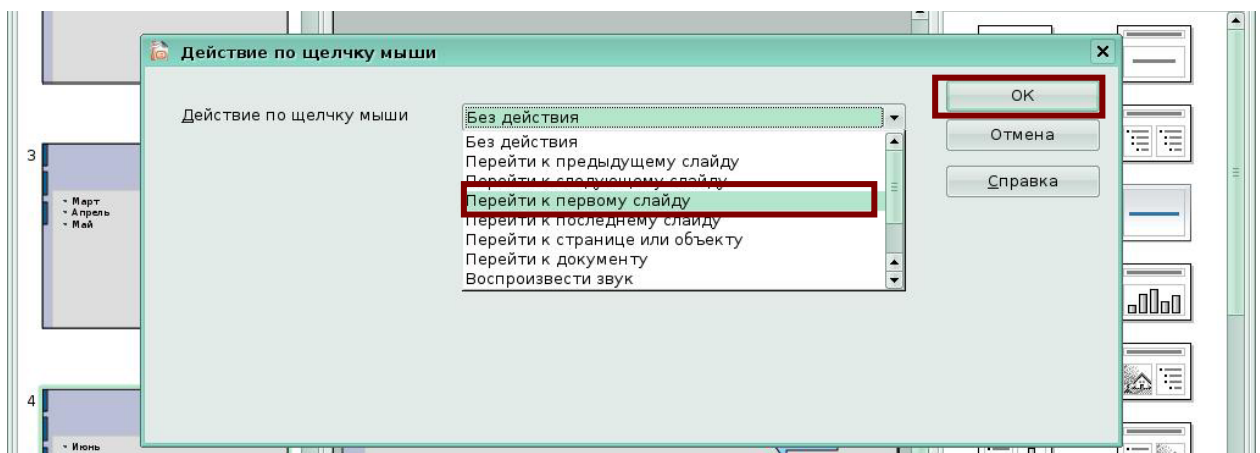 Действие по щелчку мыши
Действие по щелчку мыши
Без действия
Без действия
Перейти к предыдущему слайду
Перейти к следующему слайду
Перейти к первому слайду
Перейти к последнему слайду
Перейти к странице или объекту
Перейти к документу
Воспроизвести звук
OK
Отмена
Справка
3
- Март
- Апрель
- Май
4
- Июнь